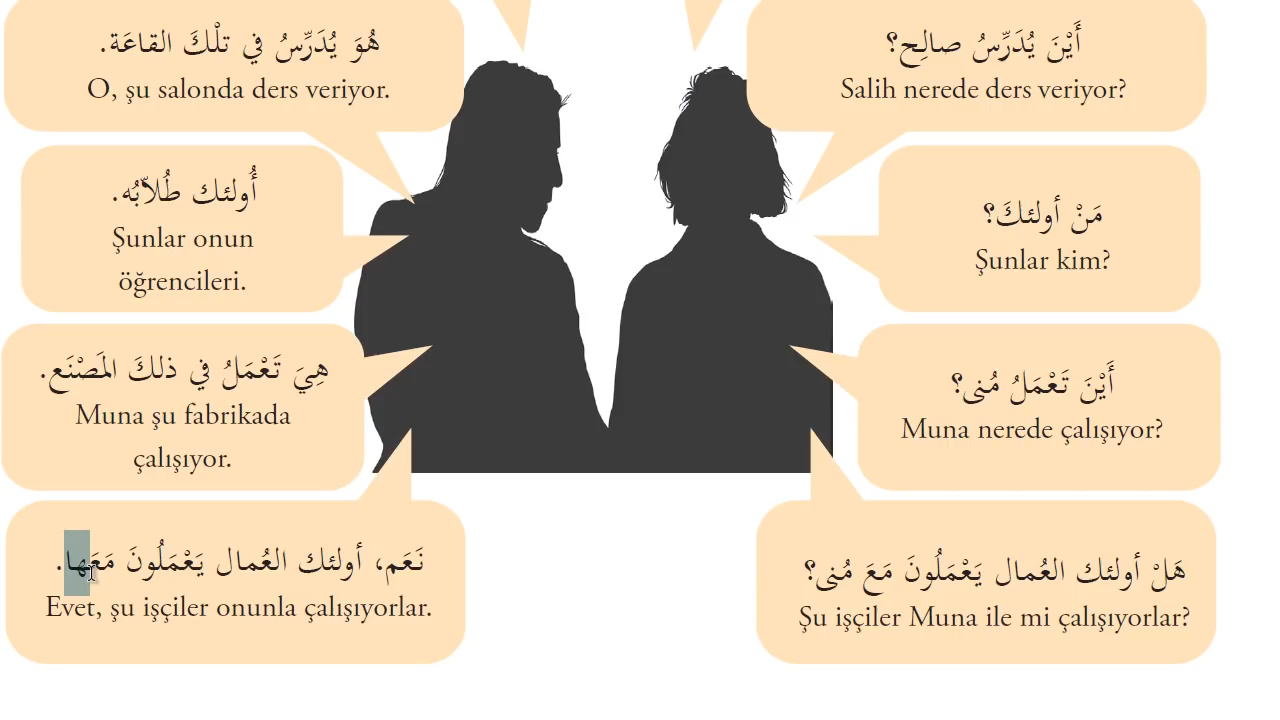 أَيْنَ يُدَرِّسُ صالِح؟
Salih nerede ders veriyor?
هُوَ يُدَرِّسُ في تلْكَ القاعَة.
O, şu salonda ders veriyor.
مَنْ أولئكَ؟
Şunlar kim?
أُولئك طُلاّبُه.
Şunlar onun
öğrencileri.
أَيْنَ تَعْمَلُ مُنى؟
Muna nerede çalışıyor?
هِيَ تَعْمَلُ في ذلكَ المَصْنَع.
Muna şu fabrikada
çalışıyor.
هَلْ أولئك العُمال يَعْمَلُونَ مَعَ مُنى؟
Şu işçiler Muna ile mi çalışıyorlar?
نَعَم، أولئك العُمال يَعْمَلُونَ مَعَها.
Evet, şu işçiler onunla çalışıyorlar.